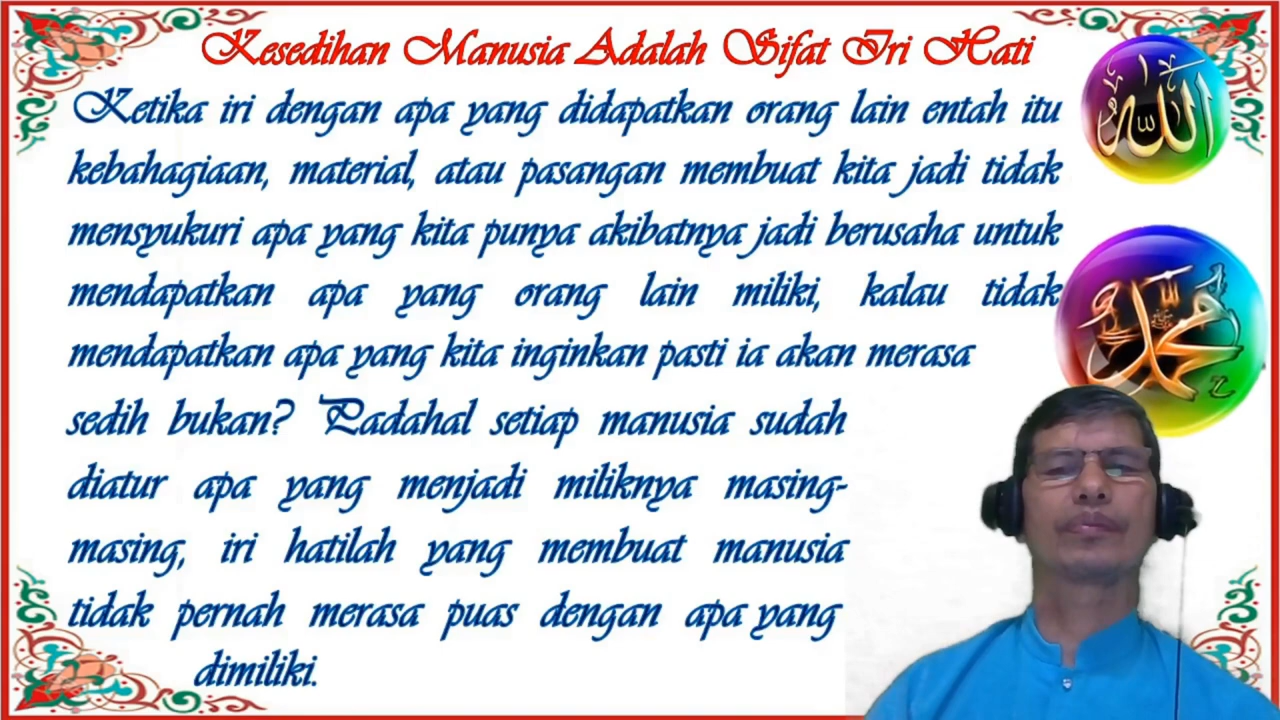 Kesedihan Manusia Adalah Sifat Iri Hati
Ketika iri dengan apa yang didapatkan orang lain entah itu
kebahagiaan, material, atau pasangan membuat kita jadi tidak
mensyukuri apa yang kita punya akibatnya jadi berusaha untuk
mendapatkan apa yang orang lain miliki, kalau tidak
mendapatkan apa yang kita inginkan pasti ia akan merasa
sedih bukan? Padahal setiap manusia sudah
diatur apa yang menjadi miliknya masing-
masing, iri hatilah yang membuat manusia
tidak pernah merasa puas dengan apa yang
dimiliki.
الله
محمد